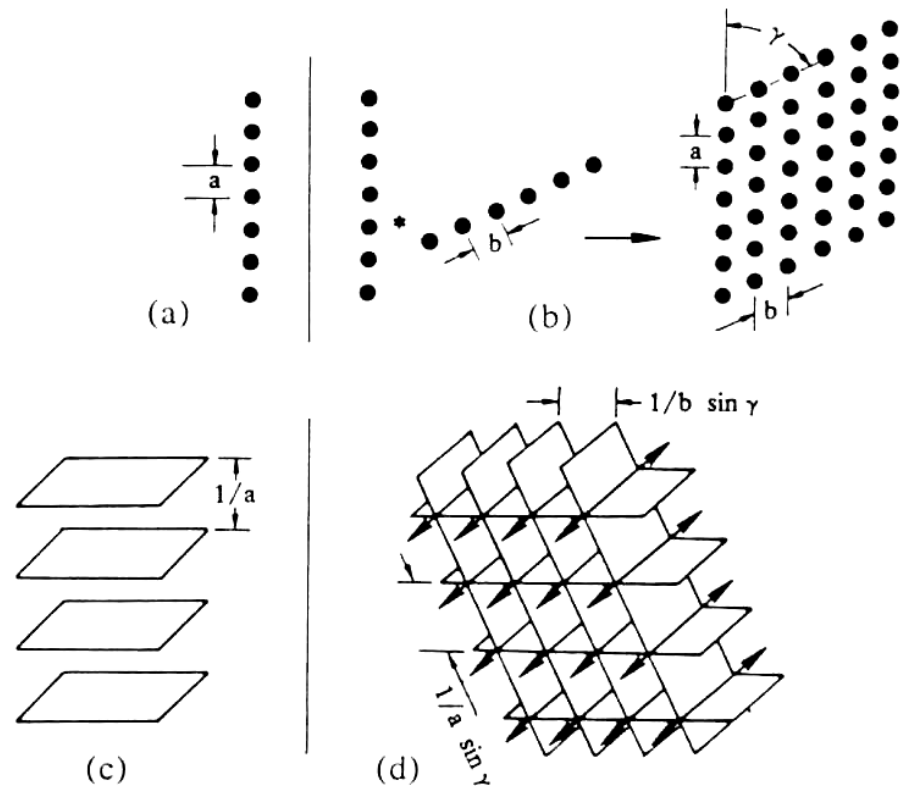 γ
a
a
*
b
b
(a)
(b)
1/b sin γ
1/a
1/a sin γ
(c)
(d)